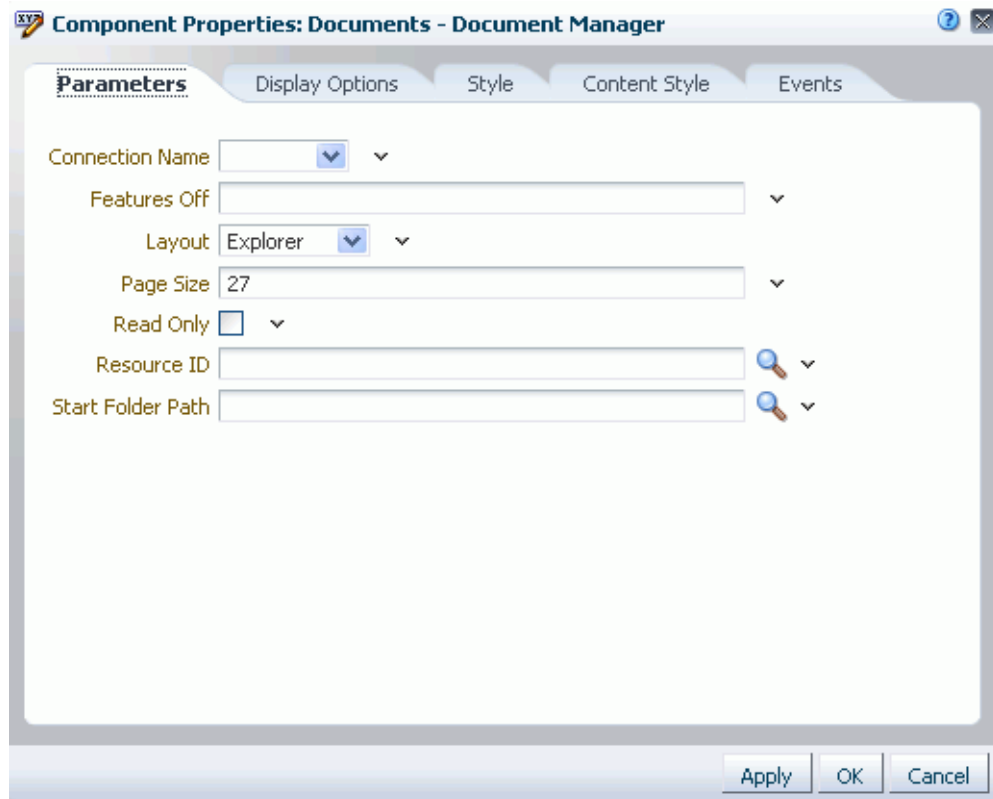 Component Properties: Documents - Document Manager
Parameters Display Options Style Content Style Events
Connection Name
Features Off
Layout Explorer
Page Size 27
Read Only
Resource ID
Start Folder Path
Apply OK Cancel